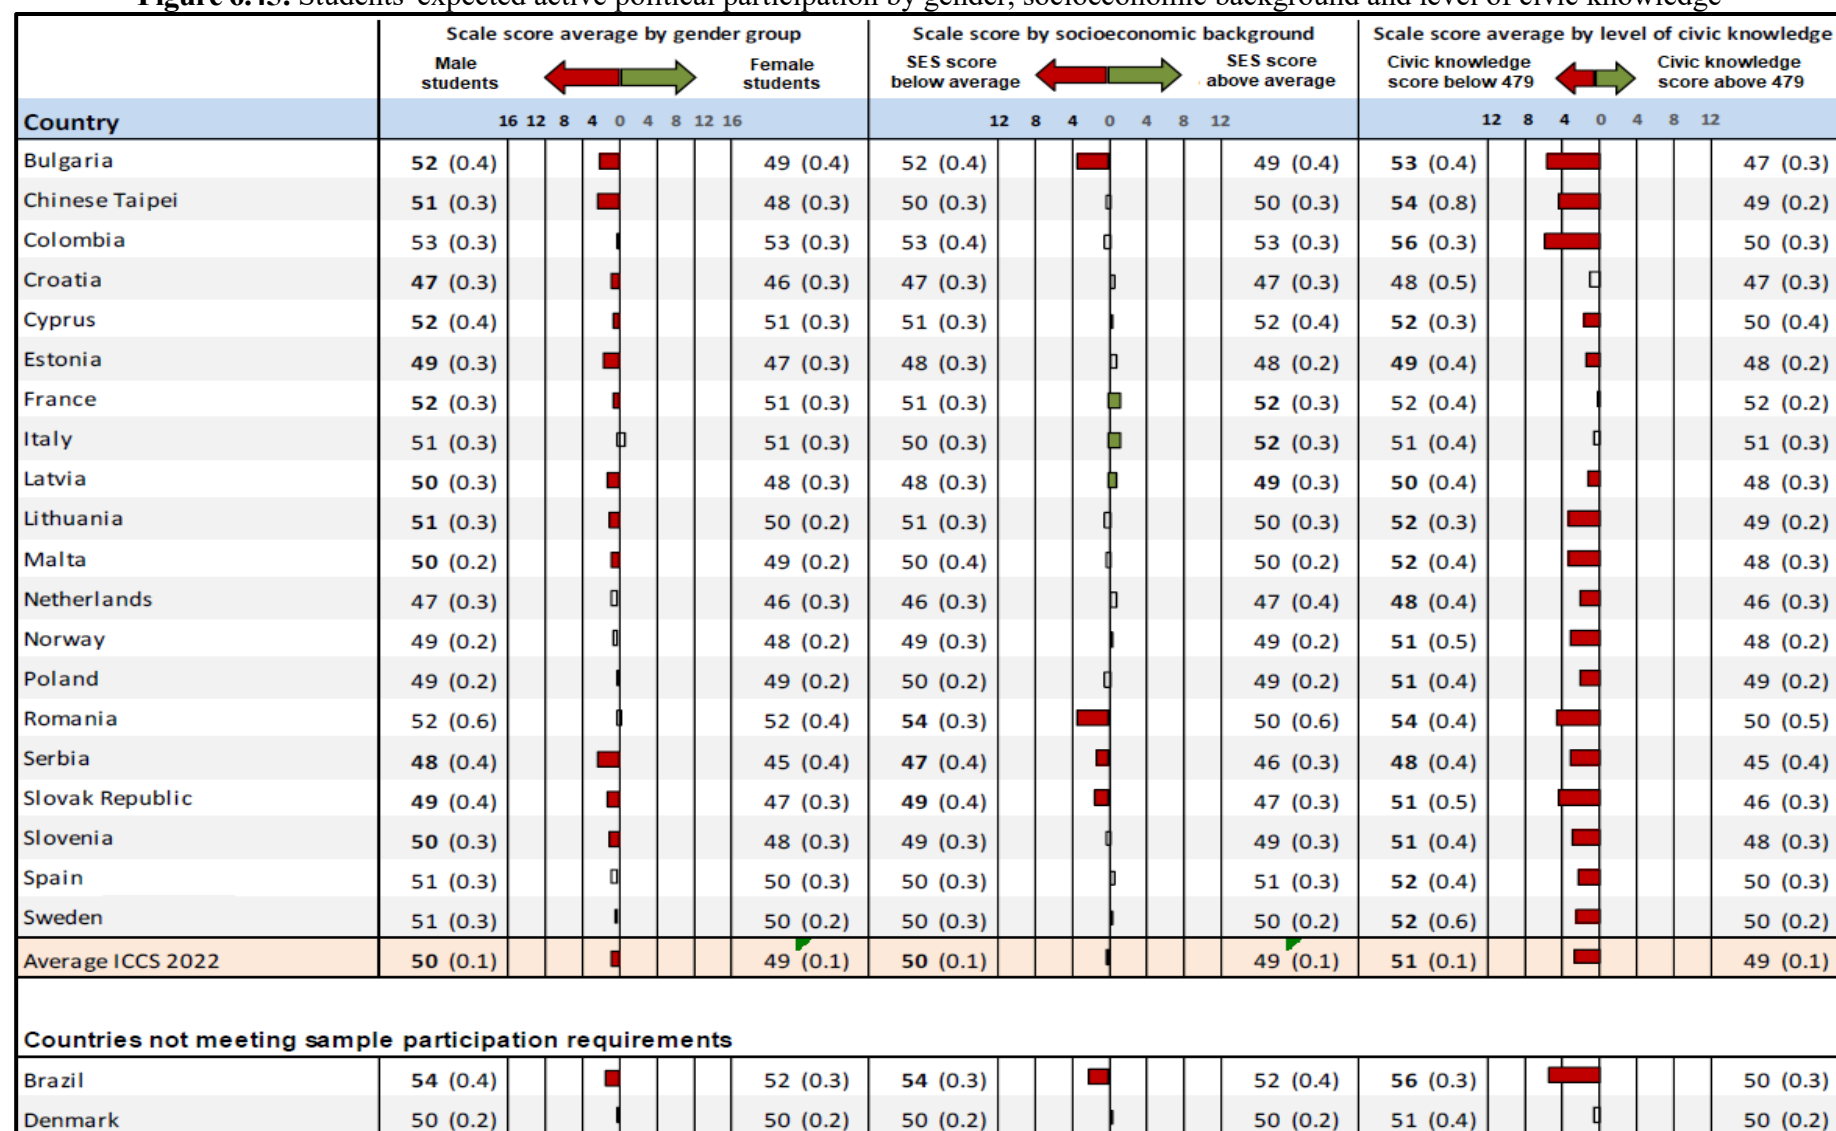 Figure 6.43. Students' expected active political participation by gender, socioeconomic background and level of civic knowledge
Scale score average by gender group Scale score by socioeconomic background Scale score average by level of civic knowledge
Male students Female students SES score below average SES score above average Civic knowledge score below 479 Civic knowledge score above 479
Country 16 12 8 4 0 4 8 12 16 12 8 4 0 4 8 12 12 8 4 0 4 8 12
Bulgaria 52 (0.4) 49 (0.4) 52 (0.4) 49 (0.4) 53 (0.4) 47 (0.3)
Chinese Taipei 51 (0.3) 48 (0.3) 50 (0.3) 50 (0.3) 54 (0.8) 49 (0.2)
Colombia 53 (0.3) 53 (0.3) 53 (0.4) 53 (0.3) 56 (0.3) 50 (0.3)
Croatia 47 (0.3) 46 (0.3) 47 (0.3) 47 (0.3) 48 (0.5) 47 (0.3)
Cyprus 52 (0.4) 51 (0.3) 51 (0.3) 52 (0.4) 52 (0.3) 50 (0.4)
Estonia 49 (0.3) 47 (0.3) 48 (0.3) 48 (0.2) 49 (0.4) 48 (0.2)
France 52 (0.3) 51 (0.3) 51 (0.3) 52 (0.3) 52 (0.4) 52 (0.2)
Italy 51 (0.3) 51 (0.3) 50 (0.3) 52 (0.3) 51 (0.4) 51 (0.3)
Latvia 50 (0.3) 48 (0.3) 48 (0.3) 49 (0.3) 50 (0.4) 48 (0.3)
Lithuania 51 (0.3) 50 (0.2) 51 (0.3) 50 (0.3) 52 (0.3) 49 (0.2)
Malta 50 (0.2) 49 (0.2) 50 (0.4) 50 (0.2) 52 (0.4) 48 (0.3)
Netherlands 47 (0.3) 46 (0.3) 46 (0.3) 47 (0.4) 48 (0.4) 46 (0.3)
Norway 49 (0.2) 48 (0.2) 49 (0.3) 49 (0.2) 51 (0.5) 48 (0.2)
Poland 49 (0.2) 49 (0.2) 50 (0.2) 49 (0.2) 51 (0.4) 49 (0.2)
Romania 52 (0.6) 52 (0.4) 54 (0.3) 50 (0.6) 54 (0.4) 50 (0.5)
Serbia 48 (0.4) 45 (0.4) 47 (0.4) 46 (0.3) 48 (0.4) 45 (0.4)
Slovak Republic 49 (0.4) 47 (0.3) 49 (0.4) 47 (0.3) 51 (0.5) 46 (0.3)
Slovenia 50 (0.3) 48 (0.3) 49 (0.3) 49 (0.3) 51 (0.4) 48 (0.3)
Spain 51 (0.3) 50 (0.3) 50 (0.3) 51 (0.3) 52 (0.4) 50 (0.3)
Sweden 51 (0.3) 50 (0.2) 50 (0.3) 50 (0.2) 52 (0.6) 50 (0.2)
Average ICCS 2022 50 (0.1) 49 (0.1) 50 (0.1) 49 (0.1) 51 (0.1) 49 (0.1)
Countries not meeting sample participation requirements
Brazil 54 (0.4) 52 (0.3) 54 (0.3) 52 (0.4) 56 (0.3) 50 (0.3)
Denmark 50 (0.2) 50 (0.2) 50 (0.2) 50 (0.2) 51 (0.4) 50 (0.2)